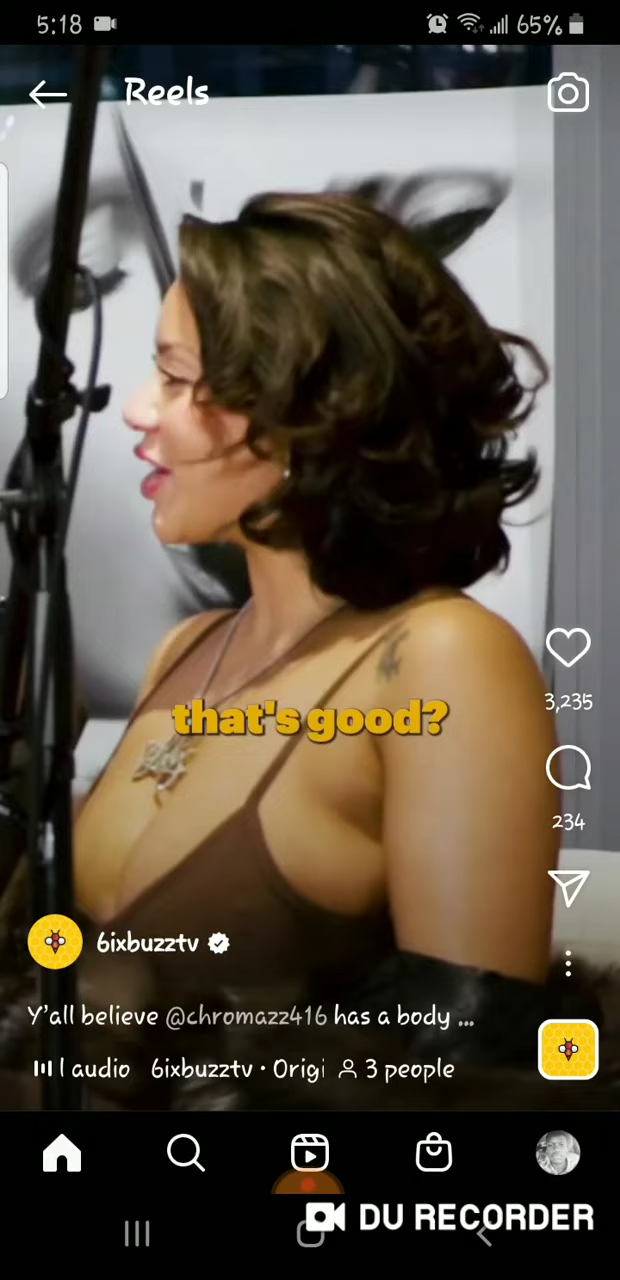 5:18
65%
Reels
that's good?
3,235
234
6ixbuzztv
Y'all believe @chromazz416 has a body ...
l audio 6ixbuzztv • Origi 3 people
DU RECORDER